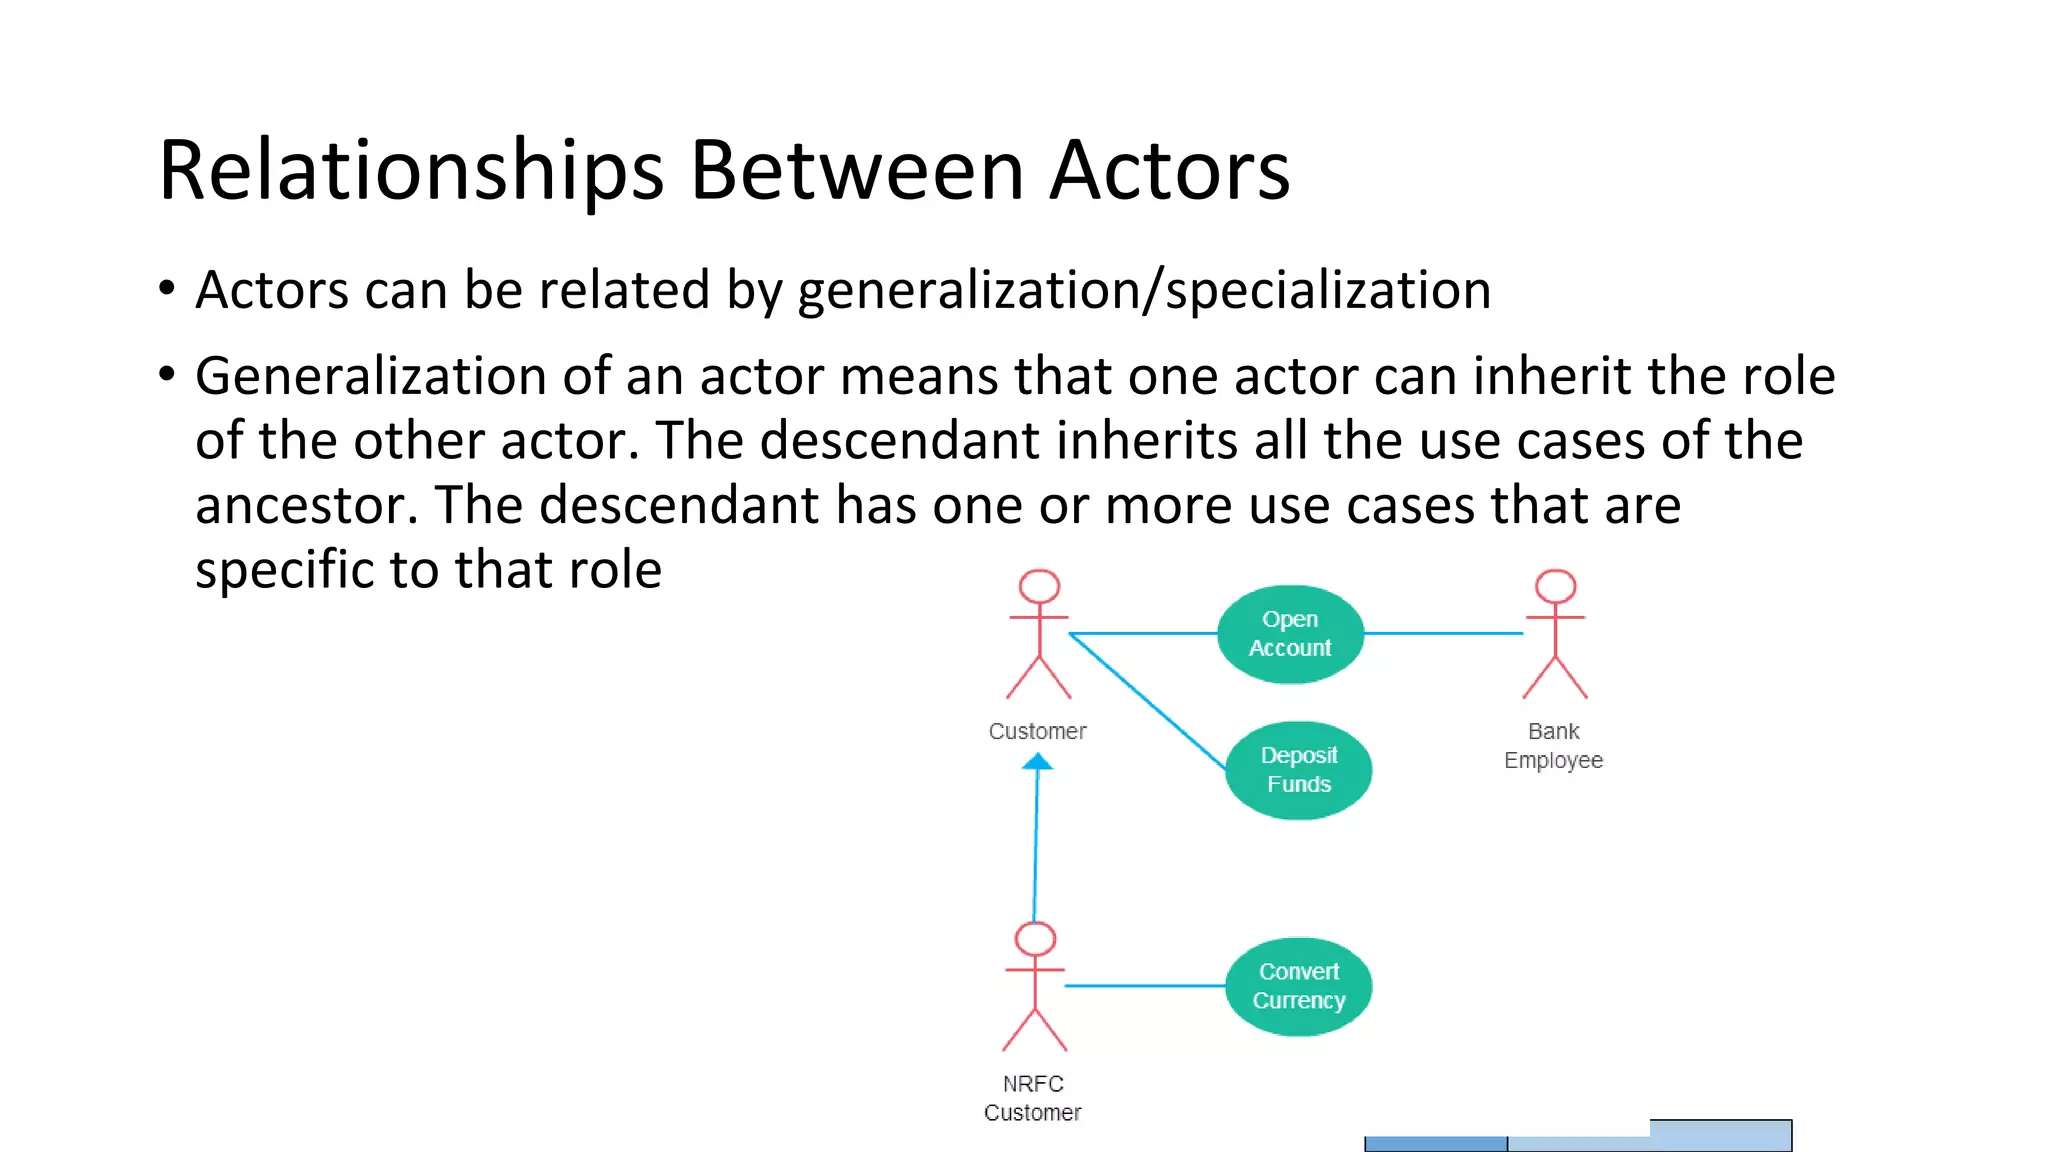 Relationships Between Actors
• Actors can be related by generalization/specialization
• Generalization of an actor means that one actor can inherit the role
of the other actor. The descendant inherits all the use cases of the
ancestor. The descendant has one or more use cases that are
specific to that role
Open
Account
Customer
Bank
Employee
Deposit
Funds
Convert
Currency
NRFC
Customer